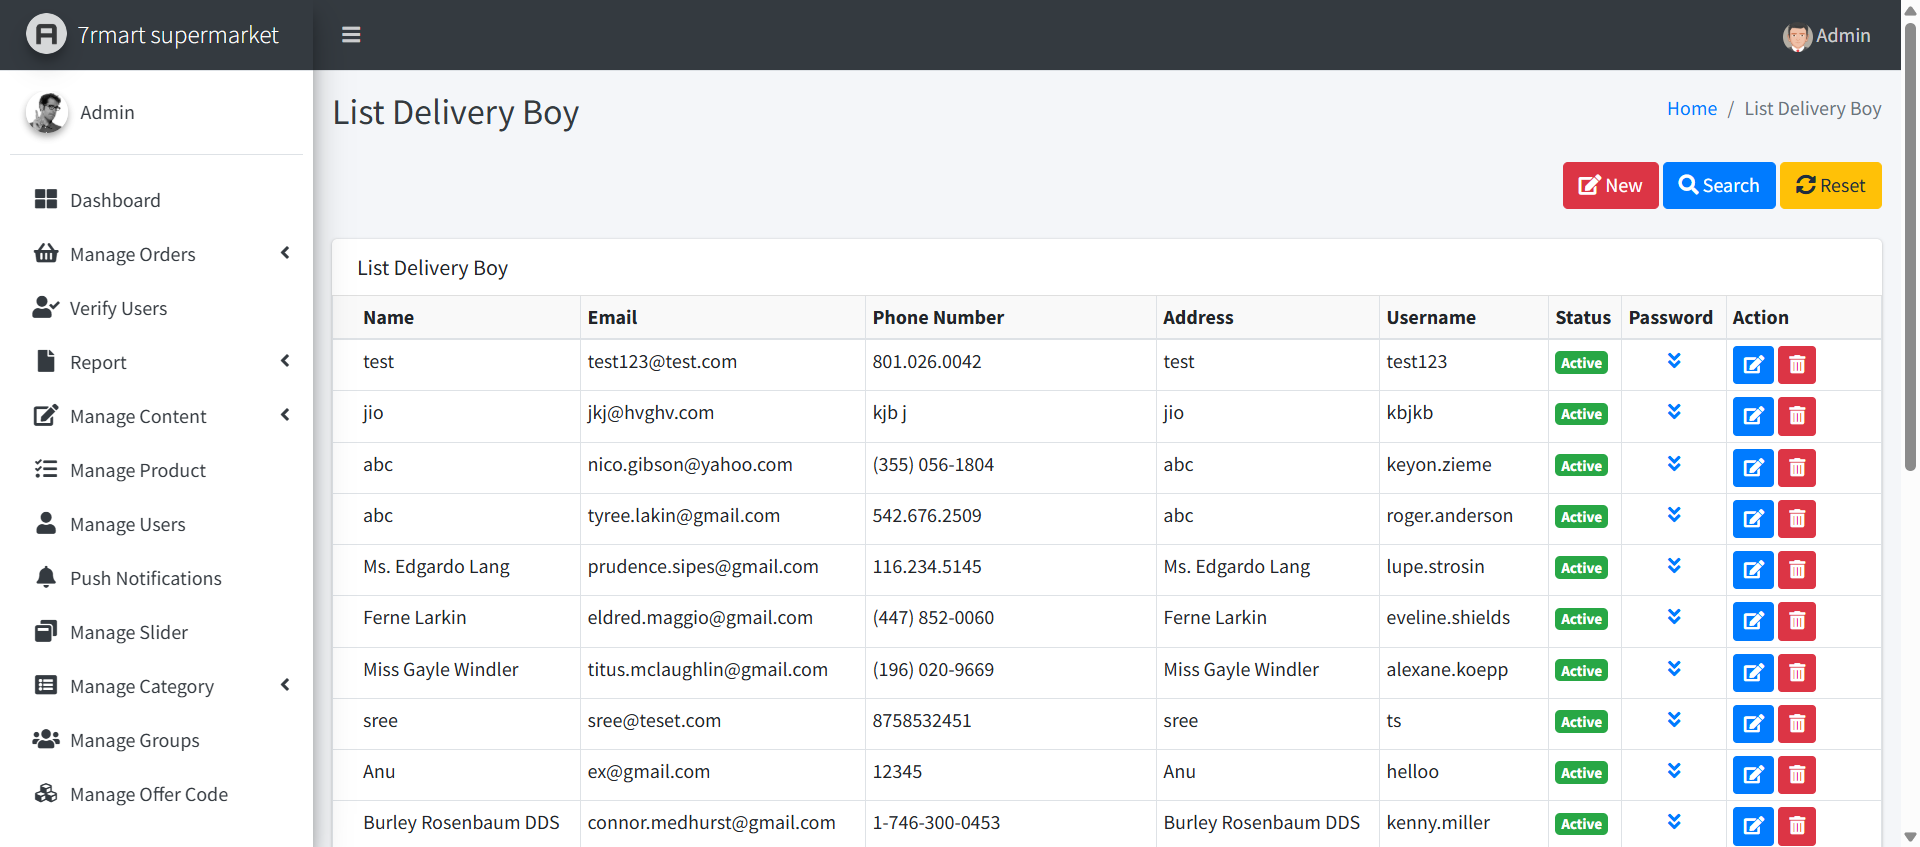 7rmart supermarket
Admin
Admin
Dashboard
Manage Orders
Verify Users
Report
Manage Content
Manage Product
Manage Users
Push Notifications
Manage Slider
Manage Category
Manage Groups
Manage Offer Code
List Delivery Boy
Home / List Delivery Boy
New Search Reset
List Delivery Boy
Name Email Phone Number Address Username Status Password Action
test test123@test.com 801.026.0042 test test123 Active
jio jkj@hvghv.com kjb j jio kbjkb Active
abc nico.gibson@yahoo.com (355) 056-1804 abc keyon.zieme Active
abc tyree.lakin@gmail.com 542.676.2509 abc roger.anderson Active
Ms. Edgardo Lang prudence.sipes@gmail.com 116.234.5145 Ms. Edgardo Lang lupe.strosin Active
Ferne Larkin eldred.maggio@gmail.com (447) 852-0060 Ferne Larkin eveline.shields Active
Miss Gayle Windler titus.mclaughlin@gmail.com (196) 020-9669 Miss Gayle Windler alexane.koepp Active
sree sree@teset.com 8758532451 sree ts Active
Anu ex@gmail.com 12345 Anu helloo Active
Burley Rosenbaum DDS connor.medhurst@gmail.com 1-746-300-0453 Burley Rosenbaum DDS kenny.miller Active